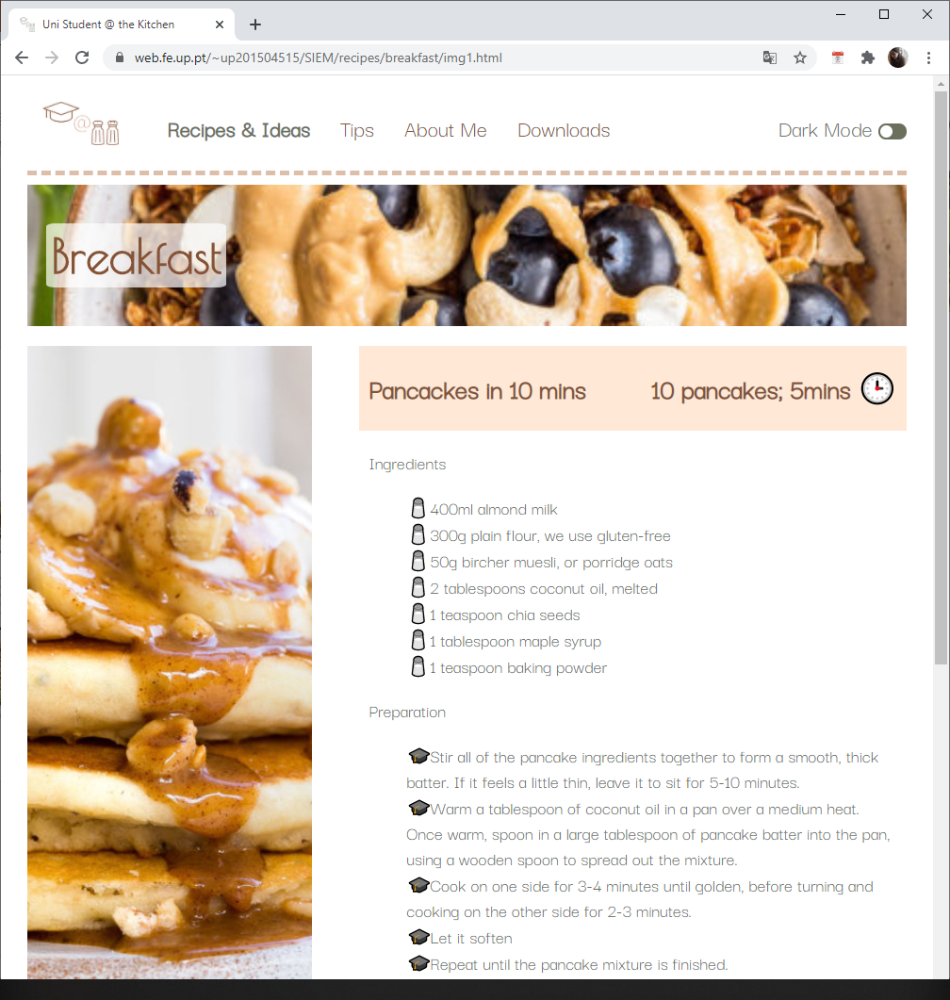 Uni Student @ the Kitchen
web.fe.up.pt/~up201504515/SIEM/recipes/breakfast/img1.html
@
Recipes & Ideas Tips About Me Downloads Dark Mode
Breakfast
Pancackes in 10 mins 10 pancakes; 5mins
Ingredients
400ml almond milk
300g plain flour, we use gluten-free
50g bircher muesli, or porridge oats
2 tablespoons coconut oil, melted
1 teaspoon chia seeds
1 tablespoon maple syrup
1 teaspoon baking powder
Preparation
Stir all of the pancake ingredients together to form a smooth, thick
batter. If it feels a little thin, leave it to sit for 5-10 minutes.
Warm a tablespoon of coconut oil in a pan over a medium heat.
Once warm, spoon in a large tablespoon of pancake batter into the pan,
using a wooden spoon to spread out the mixture.
Cook on one side for 3-4 minutes until golden, before turning and
cooking on the other side for 2-3 minutes.
Let it soften
Repeat until the pancake mixture is finished.